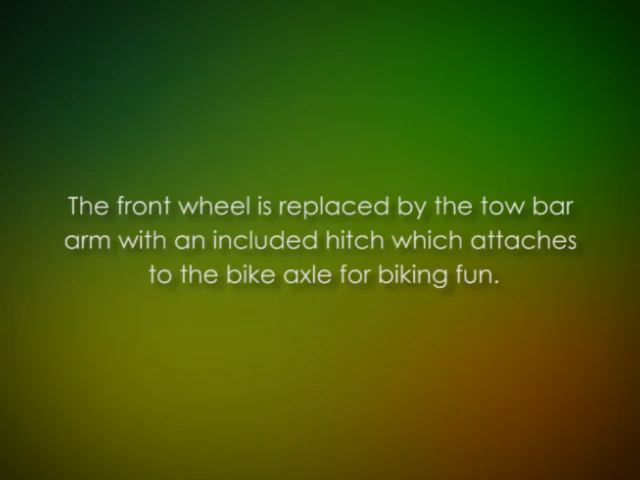 The front wheel is replaced by the tow bar
arm with an included hitch which attaches
to the bike axle for biking fun.